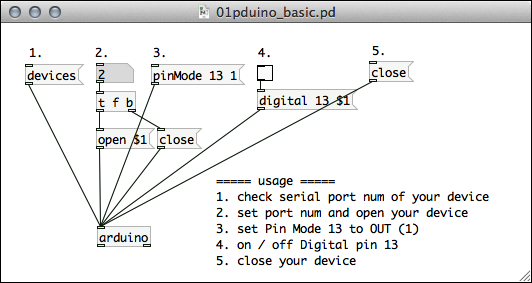 01pduino_basic.pd
1. 2. 3. 4. 5.
devices 2 pinMode 13 1 close
t f b digital 13 $1
open $1 close
===== usage =====
1. check serial port num of your device
2. set port num and open your device
arduino 3. set Pin Mode 13 to OUT (1)
4. on / off Digital pin 13
5. close your device